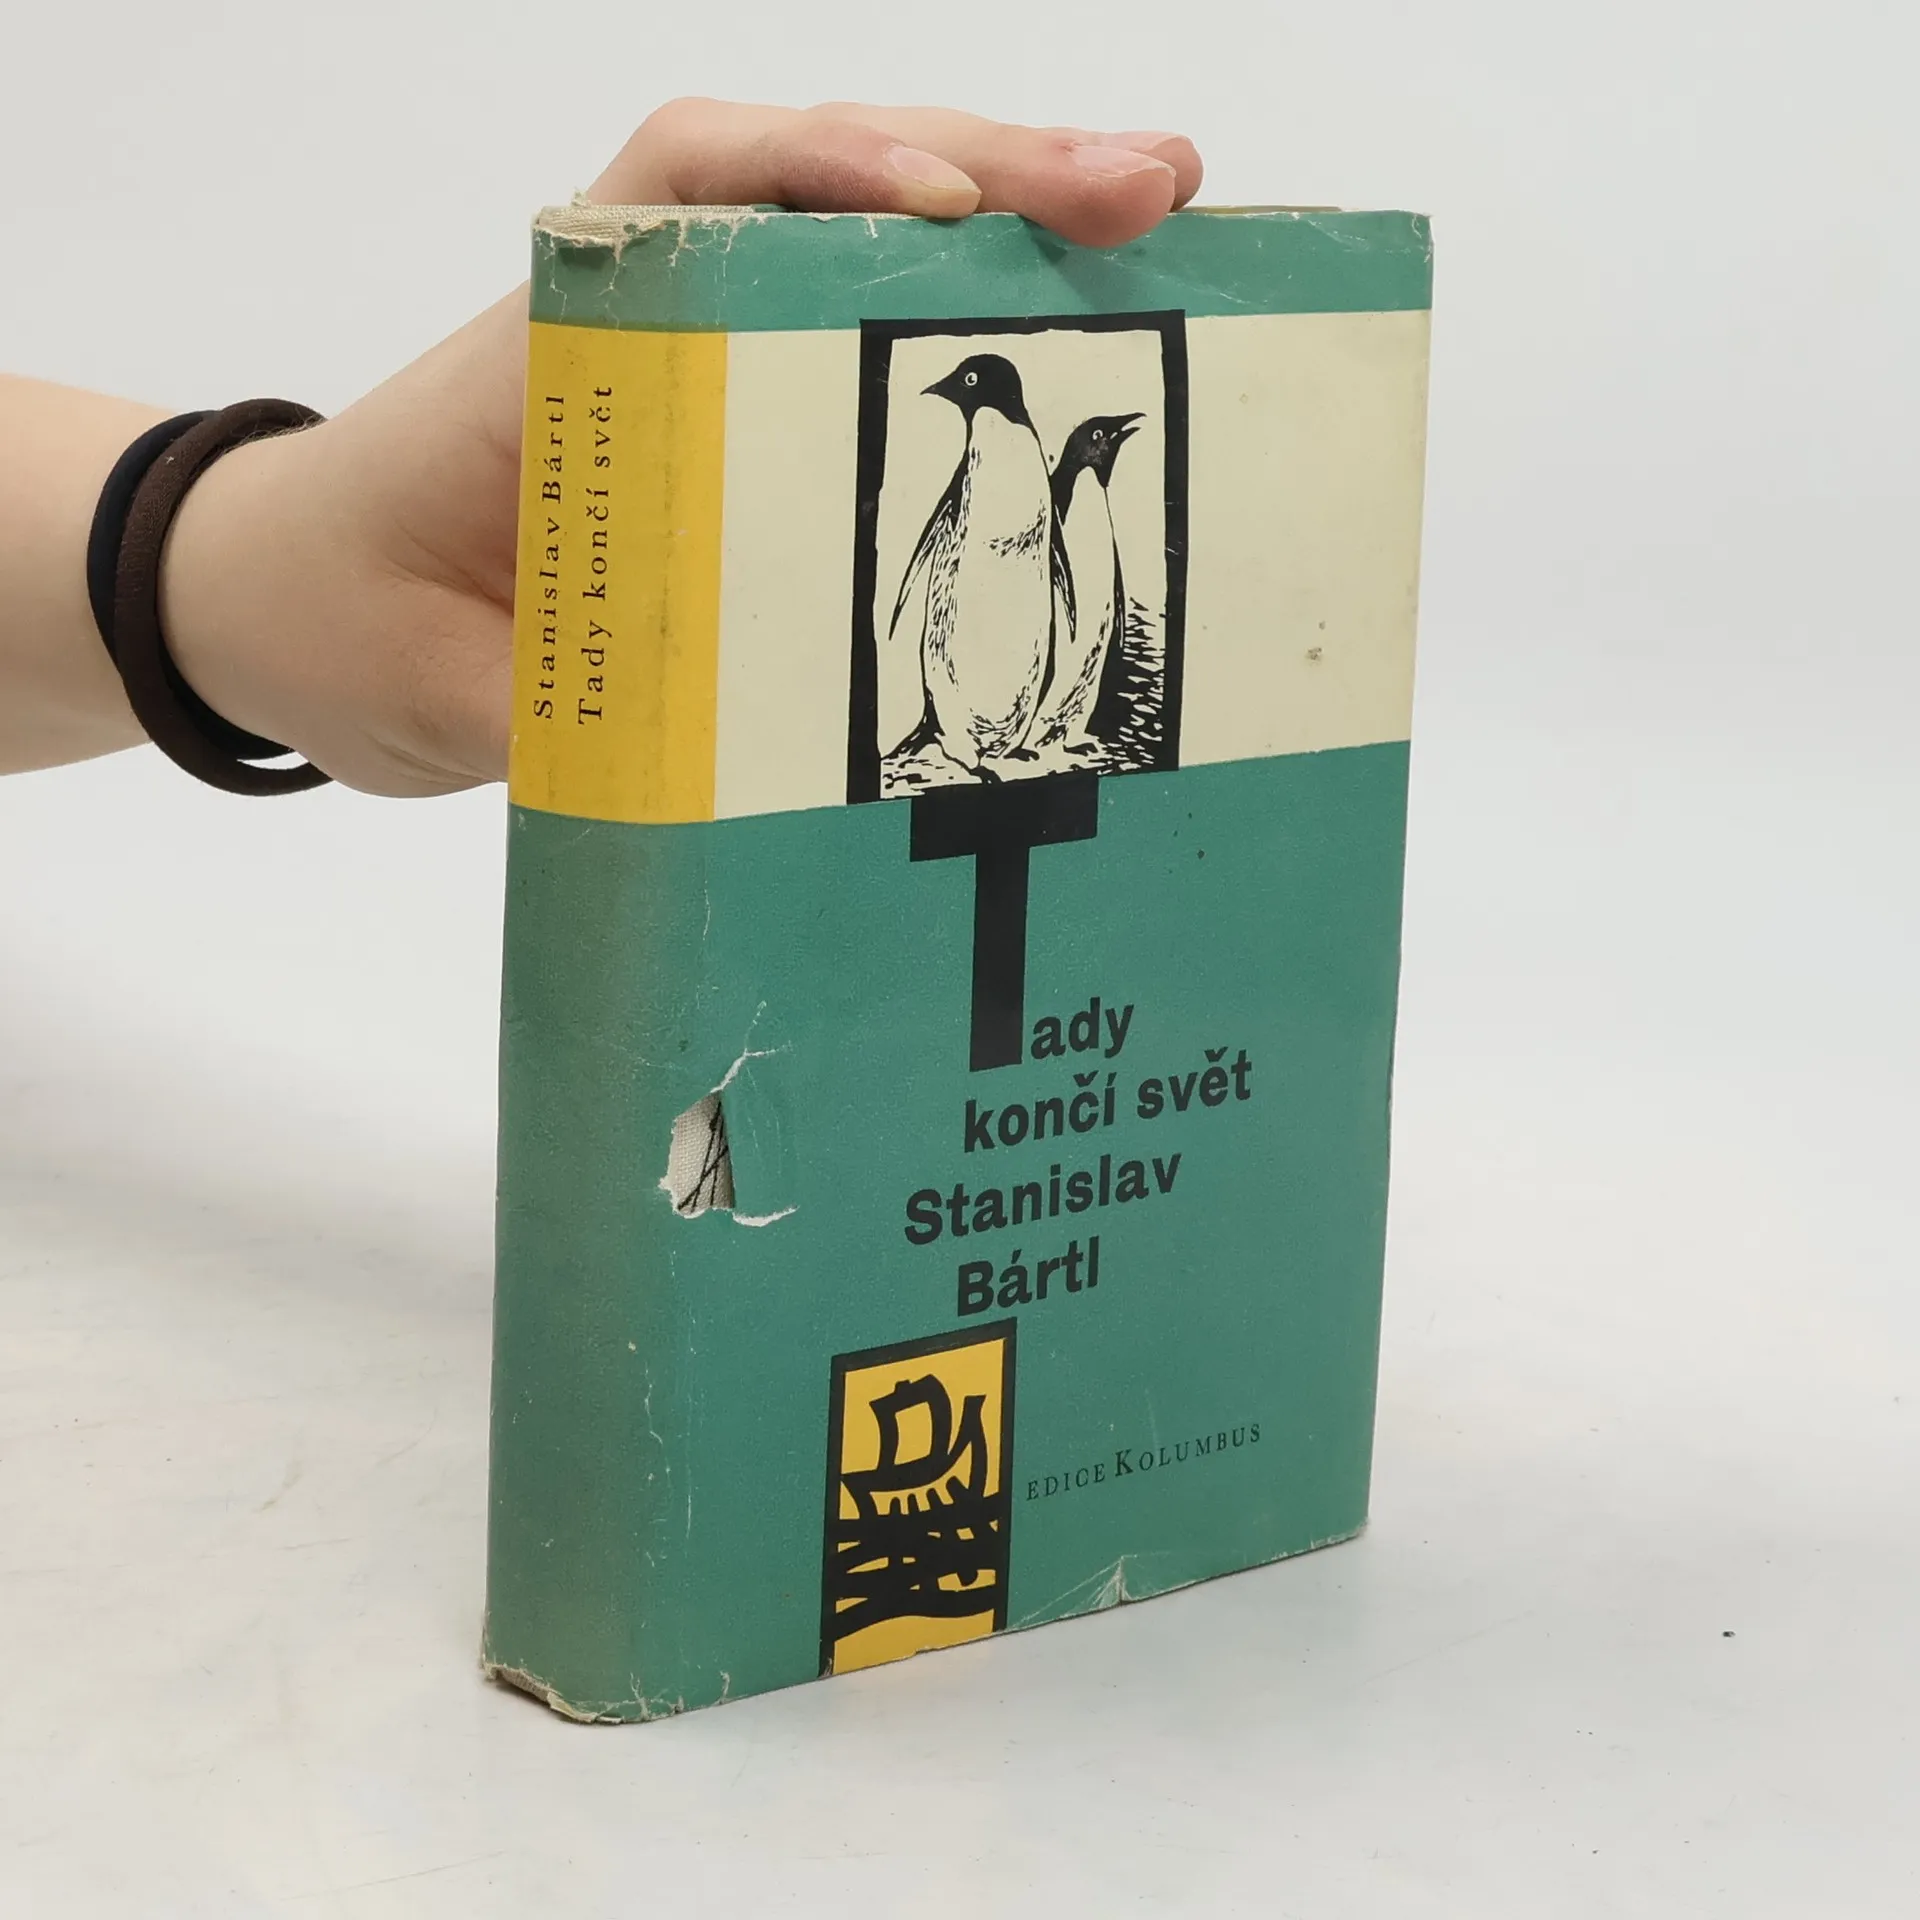 Stanislav Bártl
Tady končí svět
Tady
končí svět
Stanislav
Bártl
EDICE KOLUMBUS